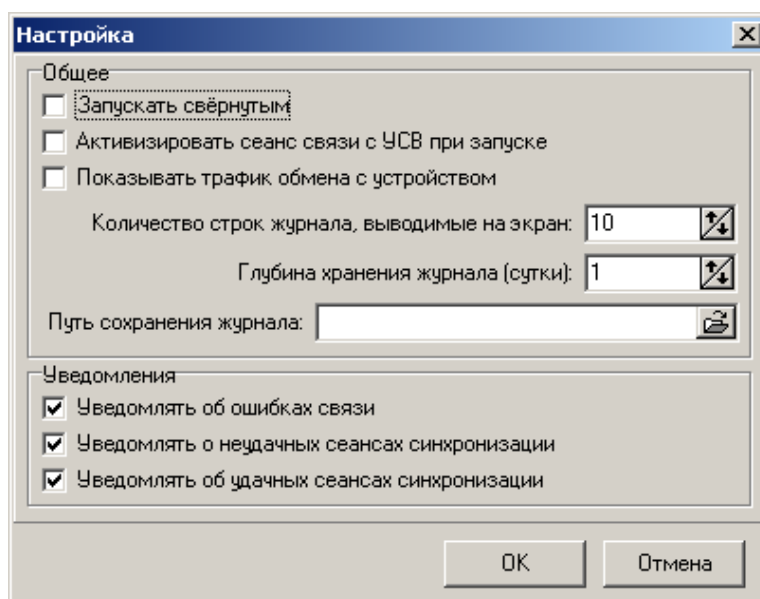 Настройка
Общее
Запускать свёрнутым
Активизировать сеанс связи с УСВ при запуске
Показывать трафик обмена с устройством
Количество строк журнала, выводимые на экран: 10
Глубина хранения журнала (сутки): 1
Путь сохранения журнала:
Уведомления
Уведомлять об ошибках связи
Уведомлять о неудачных сеансах синхронизации
Уведомлять об удачных сеансах синхронизации
OK Отмена